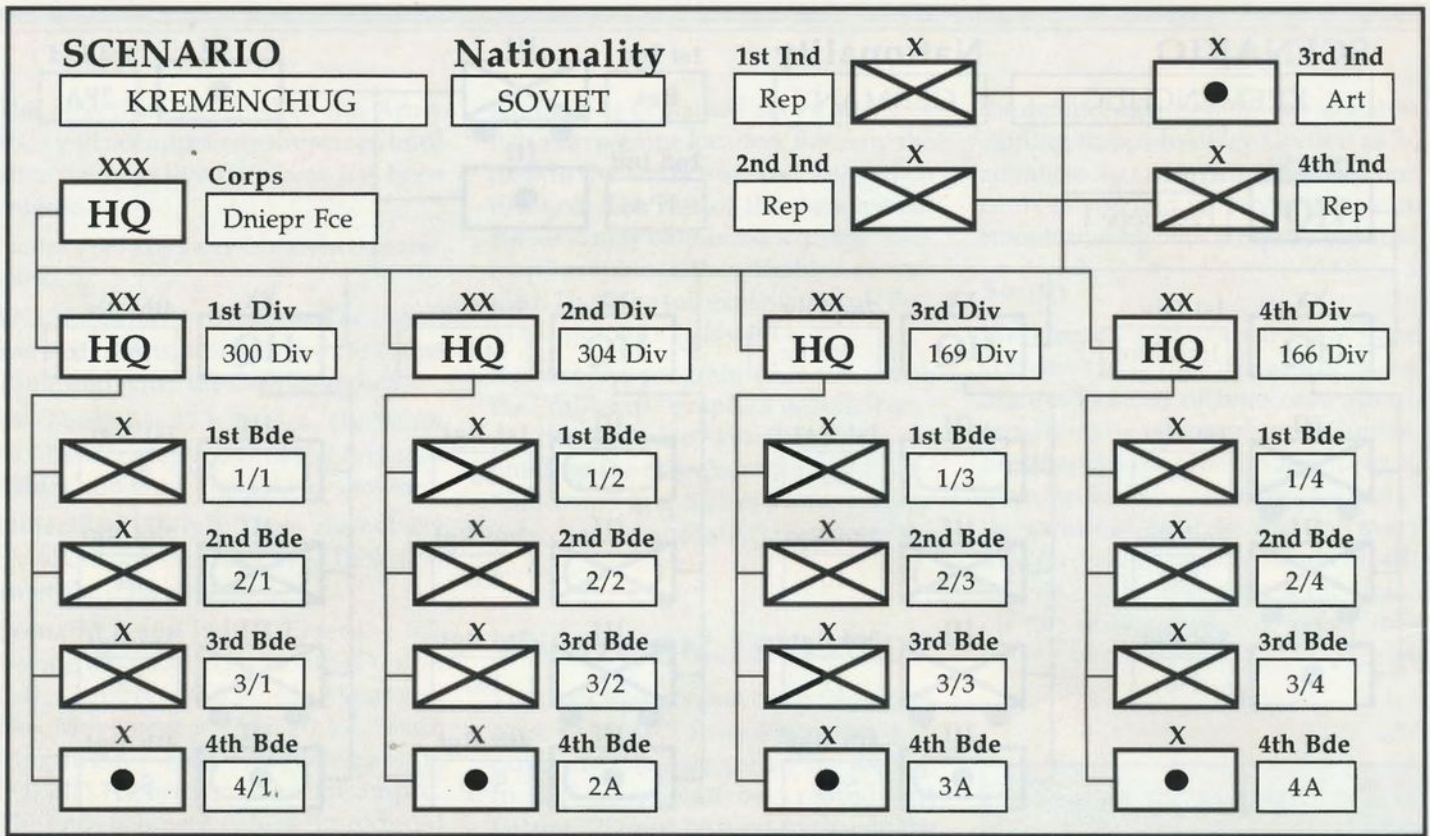 SCENARIO Nationality
KREMENCHUG SOVIET
1st Ind X X 3rd Ind
Rep Art
2nd Ind X X 4th Ind
Rep Rep
XXX Corps
HQ Dniepr Fce
XX 1st Div XX 2nd Div XX 3rd Div XX 4th Div
HQ 300 Div HQ 304 Div HQ 169 Div HQ 166 Div
X 1st Bde X 1st Bde X 1st Bde X 1st Bde
1/1 1/2 1/3 1/4
X 2nd Bde X 2nd Bde X 2nd Bde X 2nd Bde
2/1 2/2 2/3 2/4
X 3rd Bde X 3rd Bde X 3rd Bde X 3rd Bde
3/1 3/2 3/3 3/4
X 4th Bde X 4th Bde X 4th Bde X 4th Bde
4/1 2A 3A 4A